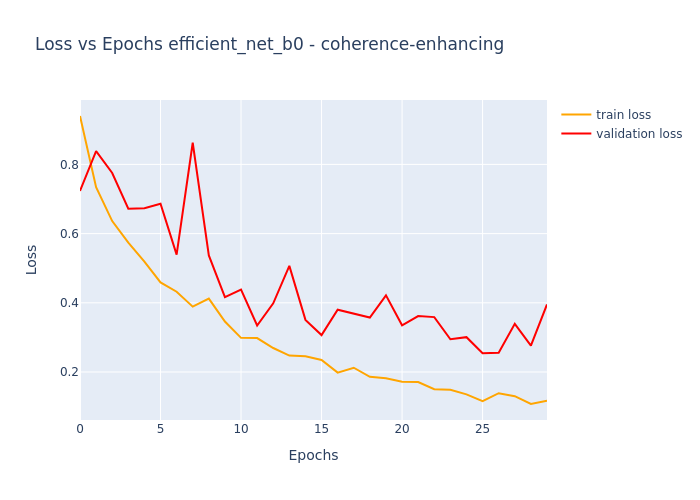 Loss vs Epochs efficient_net_b0 - coherence-enhancing
train loss
validation loss
0.8
0.6
0.4
0.2
Loss
0 5 10 15 20 25
Epochs